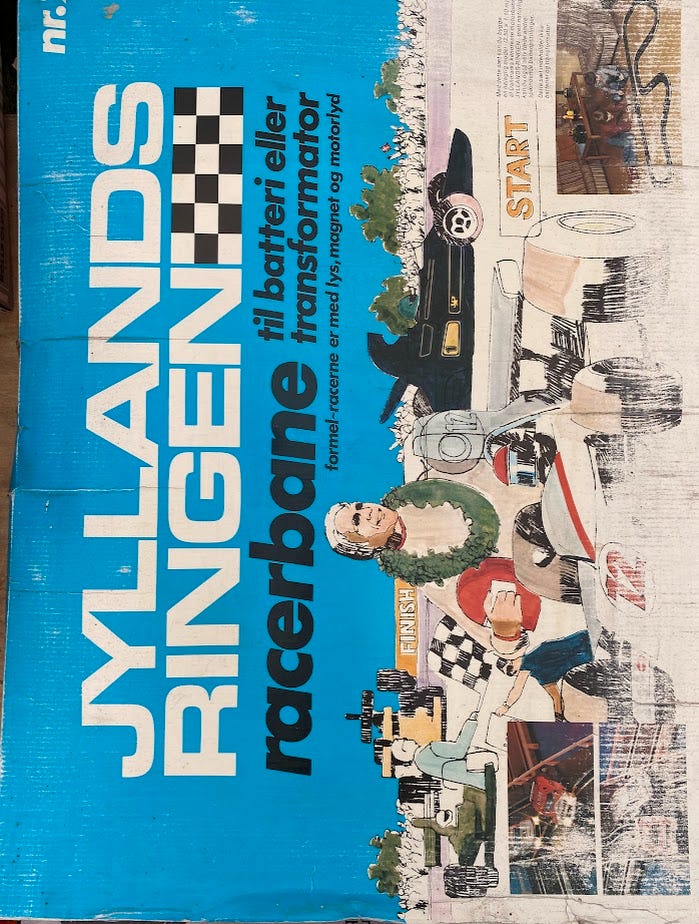 nr.
JYLLANDS
RINGEN
racerbane
til batteri eller
transformator
formel-racerne er med lys, magnet og motorlyd
START
FINISH